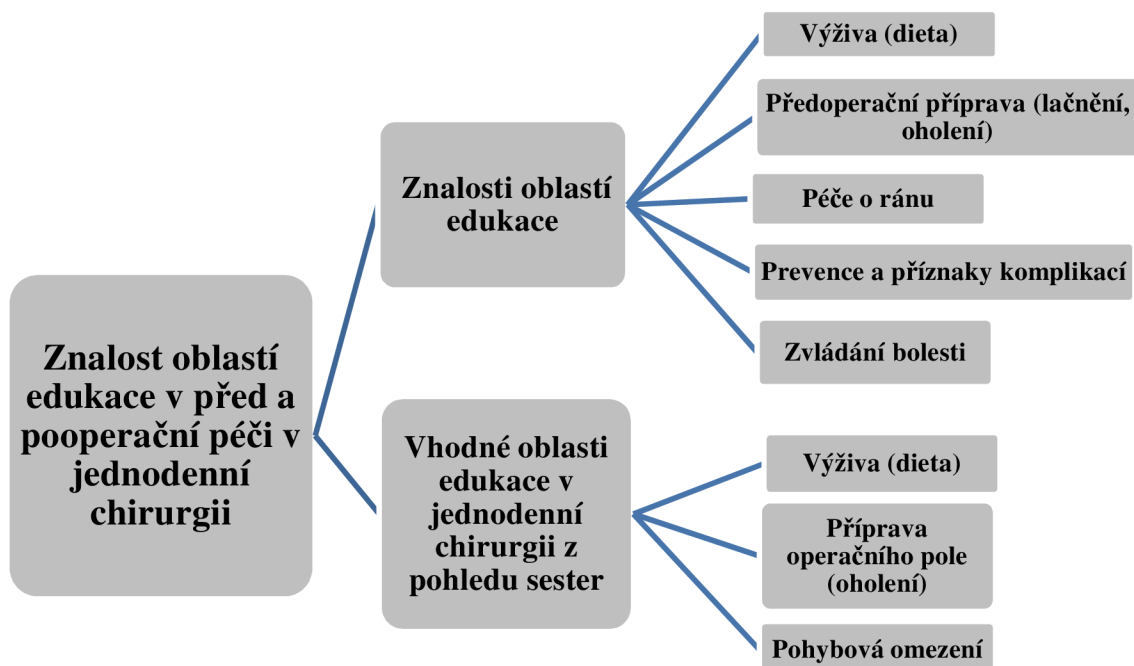 Znalost oblastí
edukace v před a
pooperační péči v
jednodenní
chirurgii
Znalosti oblastí
edukace
Výživa (dieta)
Předoperační příprava (lačnění,
oholení)
Péče o ránu
Prevence a příznaky komplikací
Zvládání bolesti
Vhodné oblasti
edukace v
jednodenní
chirurgii z
pohledu sester
Výživa (dieta)
Příprava
operačního pole
(oholení)
Pohybová omezení